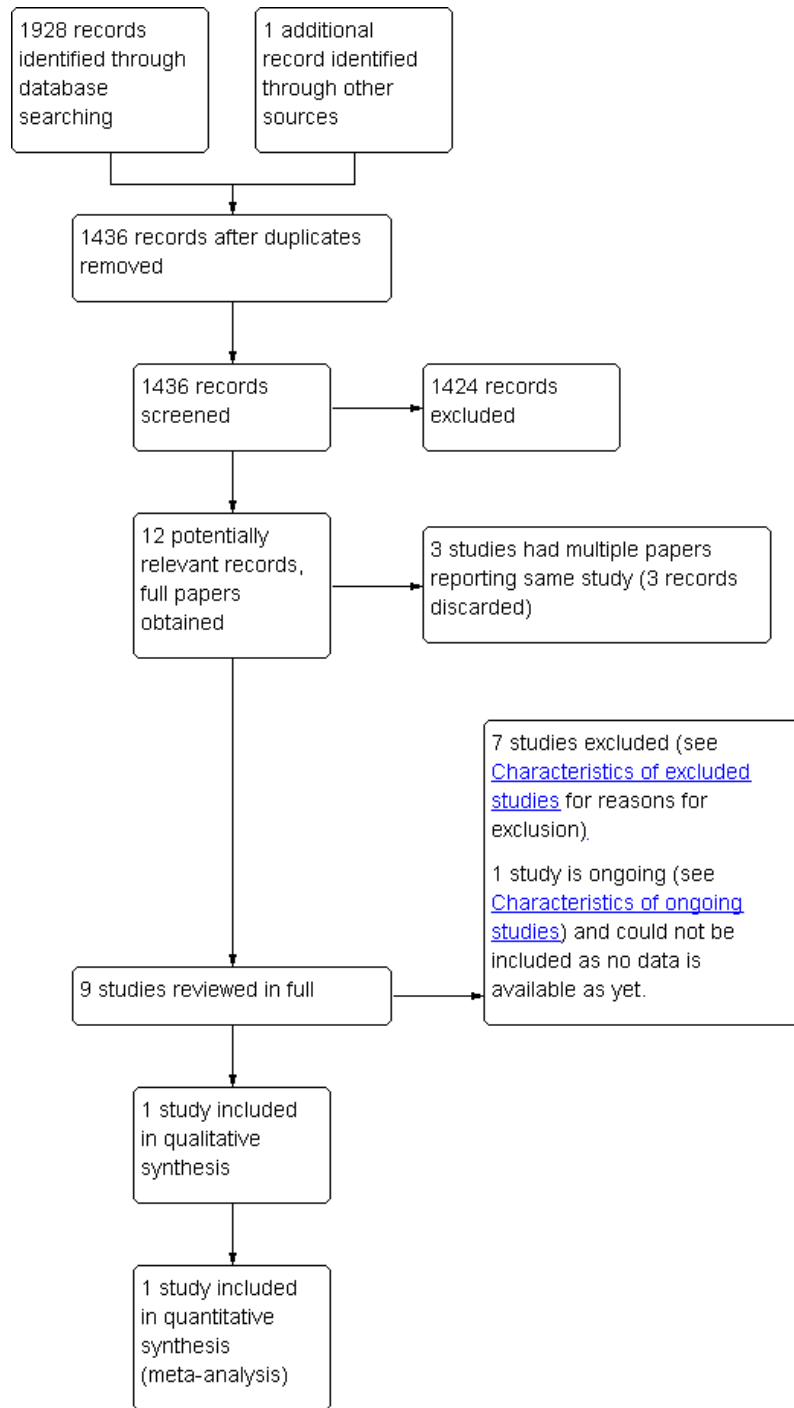 1928 records
identified through
database
searching
1 additional
record identified
through other
sources
1436 records after duplicates
removed
1436 records
screened
1424 records
excluded
12 potentially
relevant records,
full papers
obtained
3 studies had multiple papers
reporting same study (3 records
discarded)
7 studies excluded (see
Characteristics of excluded
studies for reasons for
exclusion).
1 study is ongoing (see
Characteristics of ongoing
studies) and could not be
included as no data is
available as yet.
9 studies reviewed in full
1 study included
in qualitative
synthesis
1 study included
in quantitative
synthesis
(meta-analysis)